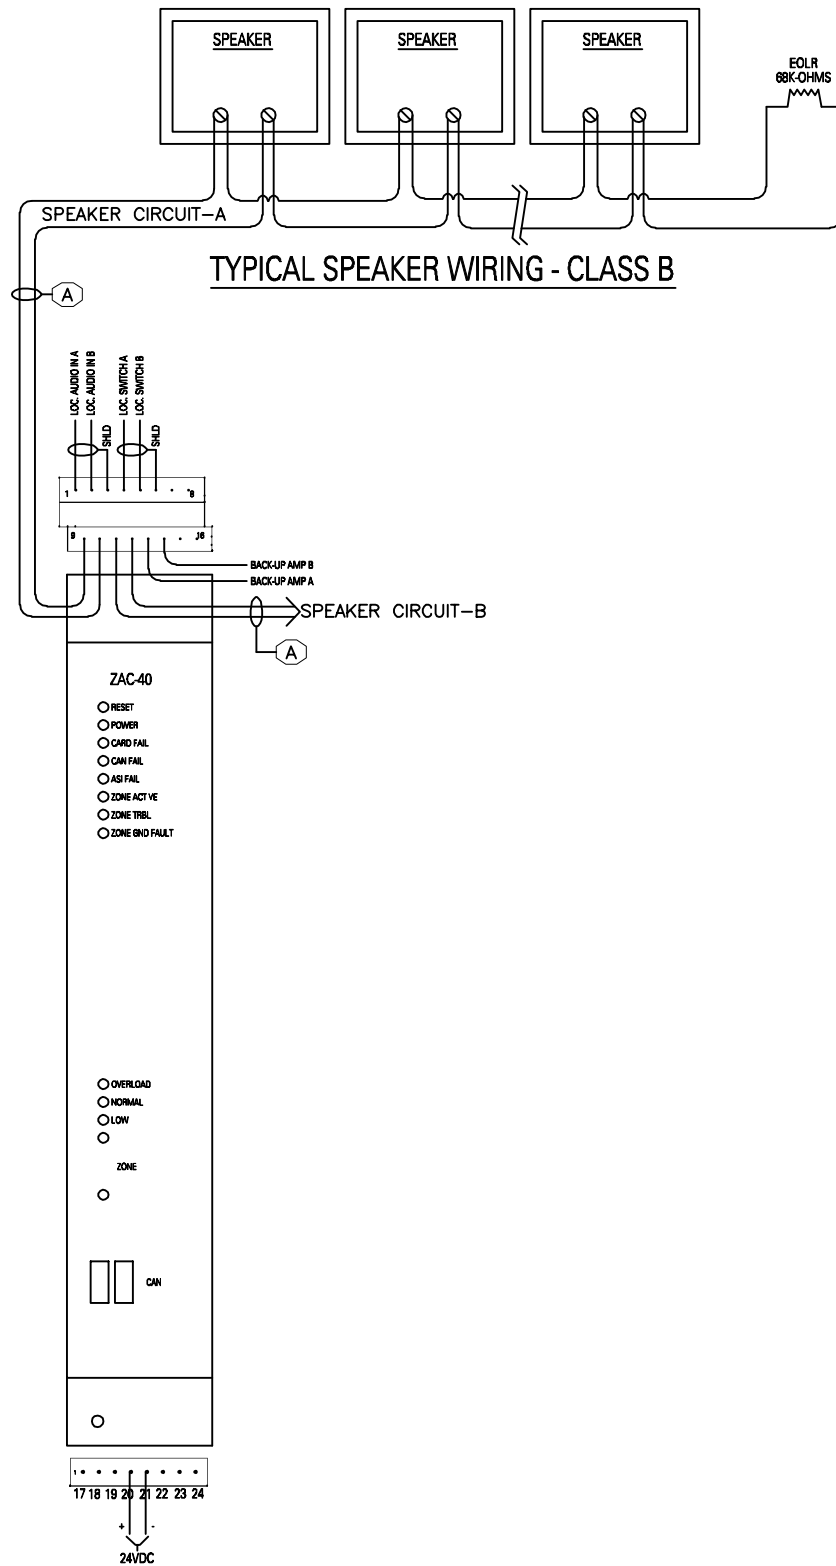 SPEAKER SPEAKER SPEAKER
EOLR
68K-OHMS
SPEAKER CIRCUIT-A
TYPICAL SPEAKER WIRING - CLASS B
A
LOC. AUDIO IN A
LOC. AUDIO IN B
SHLD
LOC. SWITCH A
LOC. SWITCH B
SHLD
1 8
9 16
BACK-UP AMP B
BACK-UP AMP A
SPEAKER CIRCUIT-B
A
ZAC-40
RESET
POWER
CARD FAIL
CAN FAIL
ASI FAIL
ZONE ACT VE
ZONE TRBL
ZONE GND FAULT
OVERLOAD
NORMAL
LOW
ZONE
CAN
1
17 18 19 20 21 22 23 24
+ -
24VDC